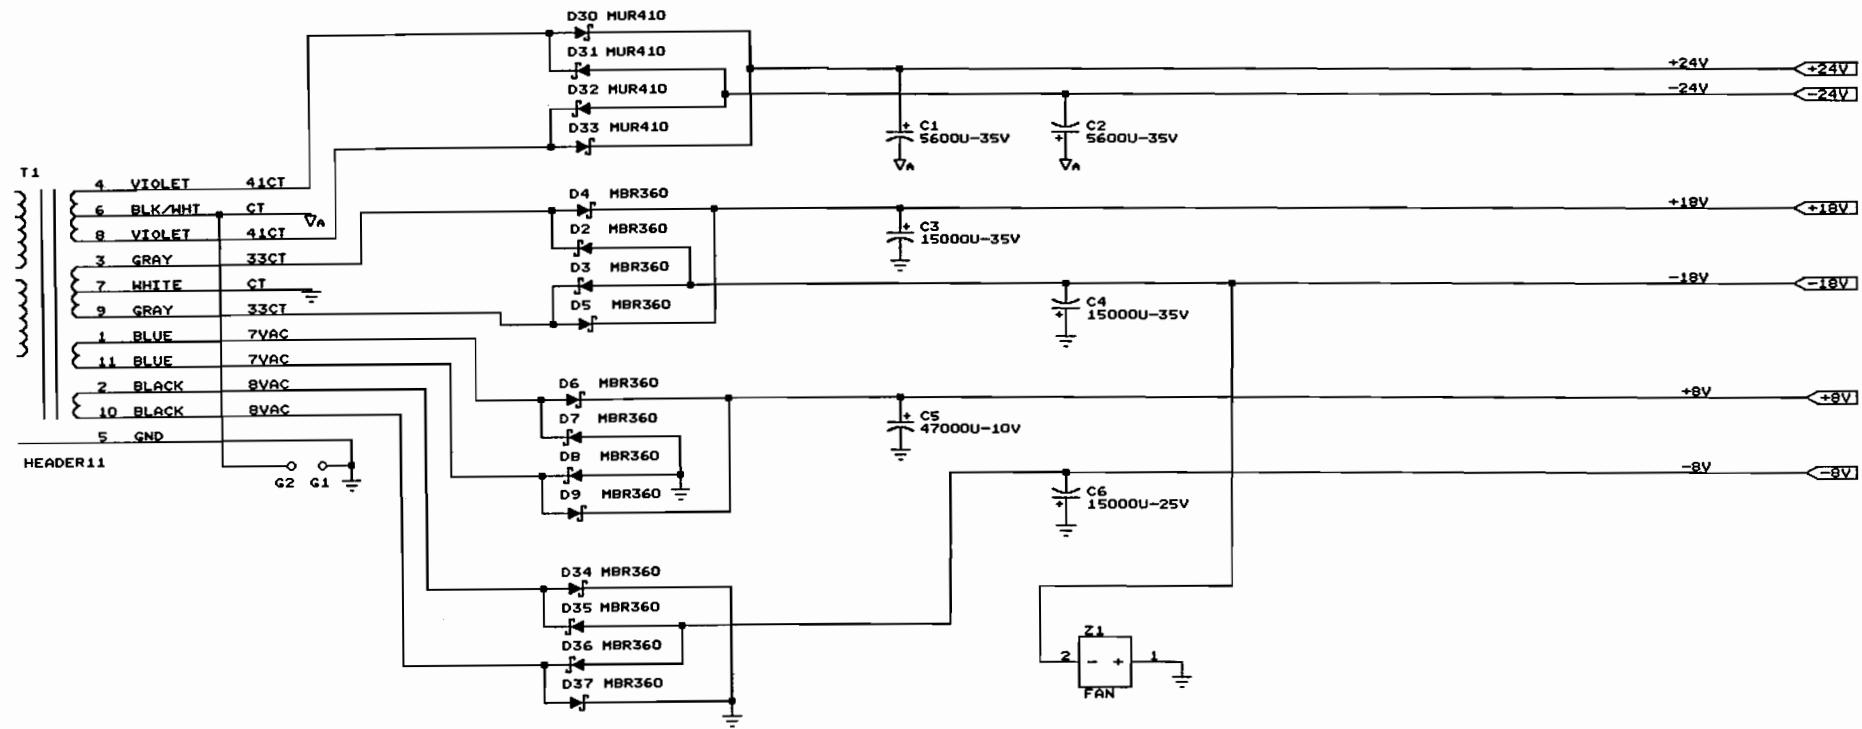 D30 MUR410
D31 MUR410
D32 MUR410
D33 MUR410
+24V
+24V
-24V
-24V
+ C1
5600U-35V
A
C2
+ 5600U-35V
A
T1
4 VIOLET 41CT
6 BLK/WHT CT
A
8 VIOLET 41CT
3 GRAY 33CT
7 WHITE CT
9 GRAY 33CT
1 BLUE 7VAC
11 BLUE 7VAC
2 BLACK 8VAC
10 BLACK 8VAC
5 GND
HEADER11
G2 G1
D4 MBR360
D2 MBR360
D3 MBR360
D5 MBR360
+18V
+18V
+ C3
15000U-35V
-18V
-18V
C4
+ 15000U-35V
D6 MBR360
D7 MBR360
D8 MBR360
D9 MBR360
+8V
+8V
+ C5
47000U-10V
-8V
-8V
C6
+ 15000U-25V
D34 MBR360
D35 MBR360
D36 MBR360
D37 MBR360
Z1
2 - + 1
FAN